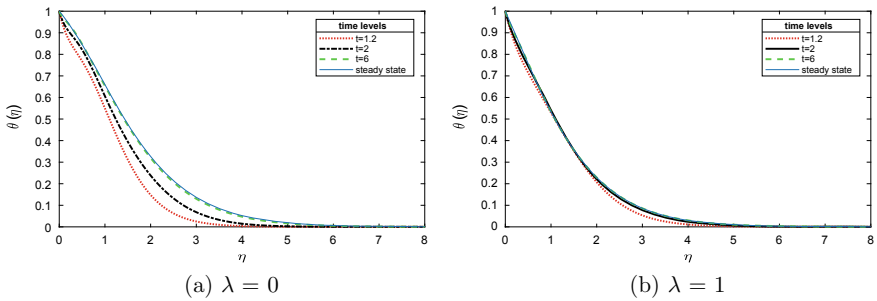 time levels
t=1.2
t=2
t=6
steady state
1
0.9
0.8
0.7
0.6
0.5
0.4
0.3
0.2
0.1
0
θ (η)
0 1 2 3 4 5 6 7 8
η
(a) λ = 0
time levels
t=1.2
t=2
t=6
steady state
1
0.9
0.8
0.7
0.6
0.5
0.4
0.3
0.2
0.1
0
θ (η)
0 1 2 3 4 5 6 7 8
η
(b) λ = 1